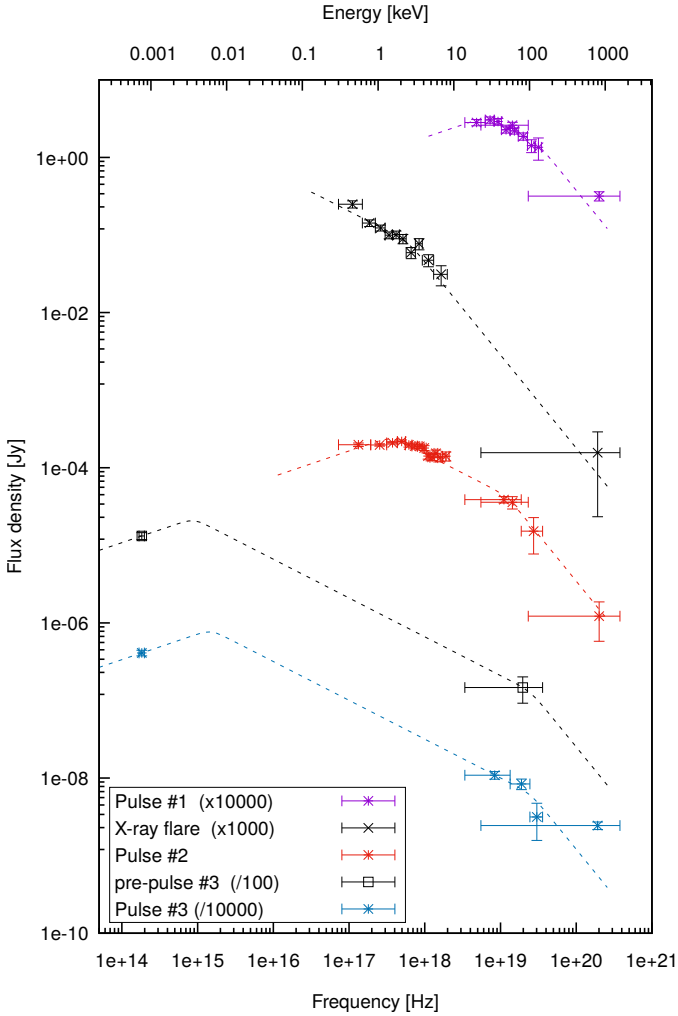 Energy [keV]
0.001 0.01 0.1 1 10 100 1000
1e+00
1e-02
1e-04
1e-06
1e-08
1e-10
Flux density [Jy]
Pulse #1 (x10000)
X-ray flare (x1000)
Pulse #2
pre-pulse #3 (/100)
Pulse #3 (/10000)
1e+14 1e+15 1e+16 1e+17 1e+18 1e+19 1e+20 1e+21
Frequency [Hz]